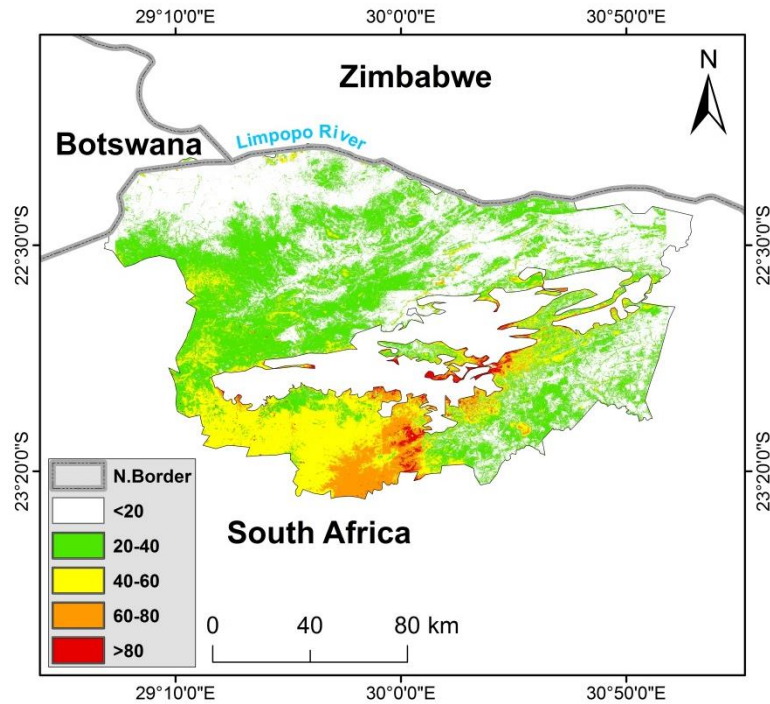 29°10'0"E 30°0'0"E 30°50'0"E
Zimbabwe
N
Botswana
Limpopo River
22°30'0"S
22°30'0"S
23°20'0"S
23°20'0"S
N.Border
<20
20-40
40-60
60-80
>80
South Africa
0 40 80 km
29°10'0"E 30°0'0"E 30°50'0"E